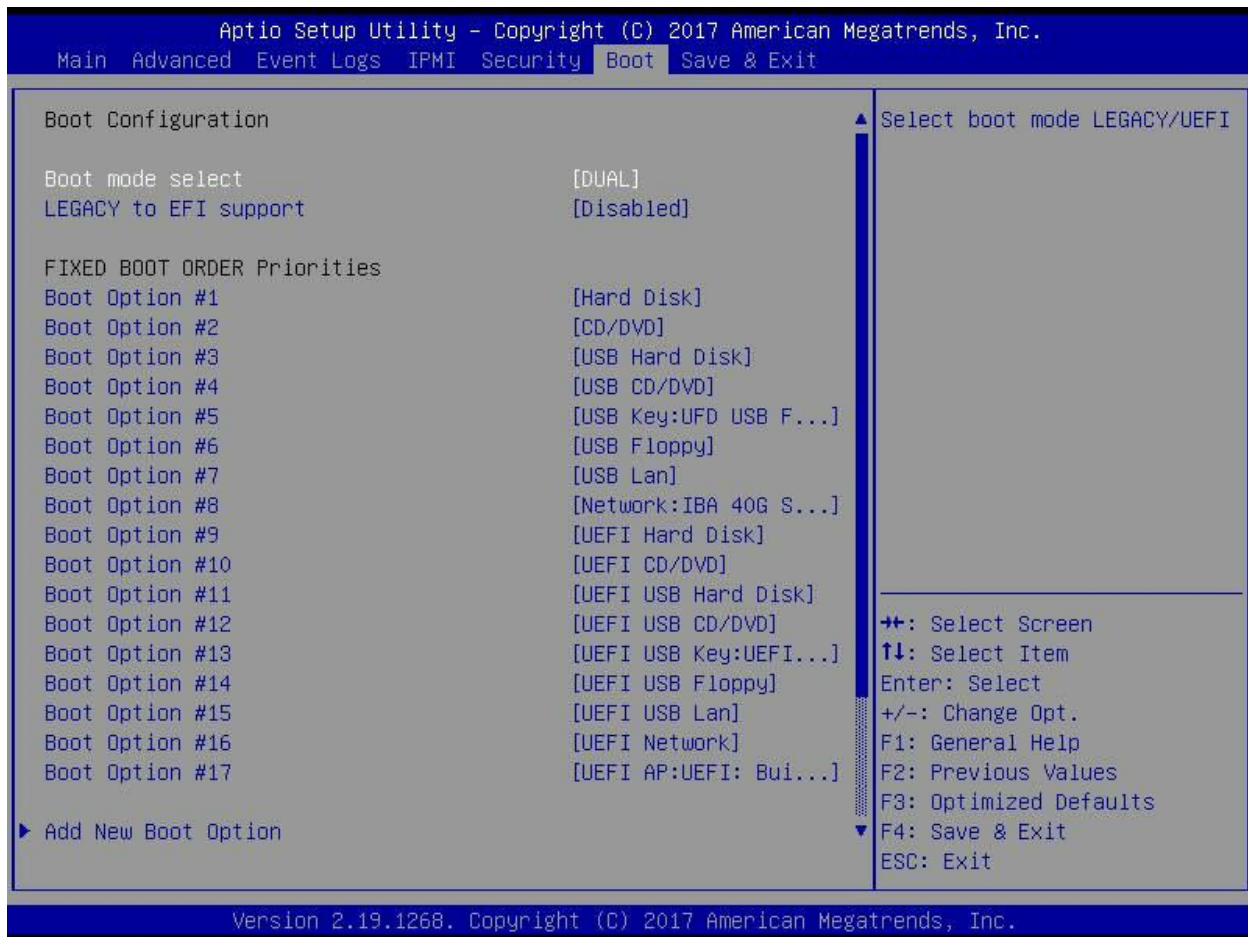 Aptio Setup Utility – Copyright (C) 2017 American Megatrends, Inc.
Main Advanced Event Logs IPMI Security Boot Save & Exit
Boot Configuration
Boot mode select [DUAL]
LEGACY to EFI support [Disabled]
FIXED BOOT ORDER Priorities
Boot Option #1 [Hard Disk]
Boot Option #2 [CD/DVD]
Boot Option #3 [USB Hard Disk]
Boot Option #4 [USB CD/DVD]
Boot Option #5 [USB Key:UFD USB F...]
Boot Option #6 [USB Floppy]
Boot Option #7 [USB Lan]
Boot Option #8 [Network:IBA 40G S...]
Boot Option #9 [UEFI Hard Disk]
Boot Option #10 [UEFI CD/DVD]
Boot Option #11 [UEFI USB Hard Disk]
Boot Option #12 [UEFI USB CD/DVD]
Boot Option #13 [UEFI USB Key:UEFI...]
Boot Option #14 [UEFI USB Floppy]
Boot Option #15 [UEFI USB Lan]
Boot Option #16 [UEFI Network]
Boot Option #17 [UEFI AP:UEFI: Bui...]
Add New Boot Option
Select boot mode LEGACY/UEFI
→←: Select Screen
↑↓: Select Item
Enter: Select
+/-: Change Opt.
F1: General Help
F2: Previous Values
F3: Optimized Defaults
F4: Save & Exit
ESC: Exit
Version 2.19.1268. Copyright (C) 2017 American Megatrends, Inc.